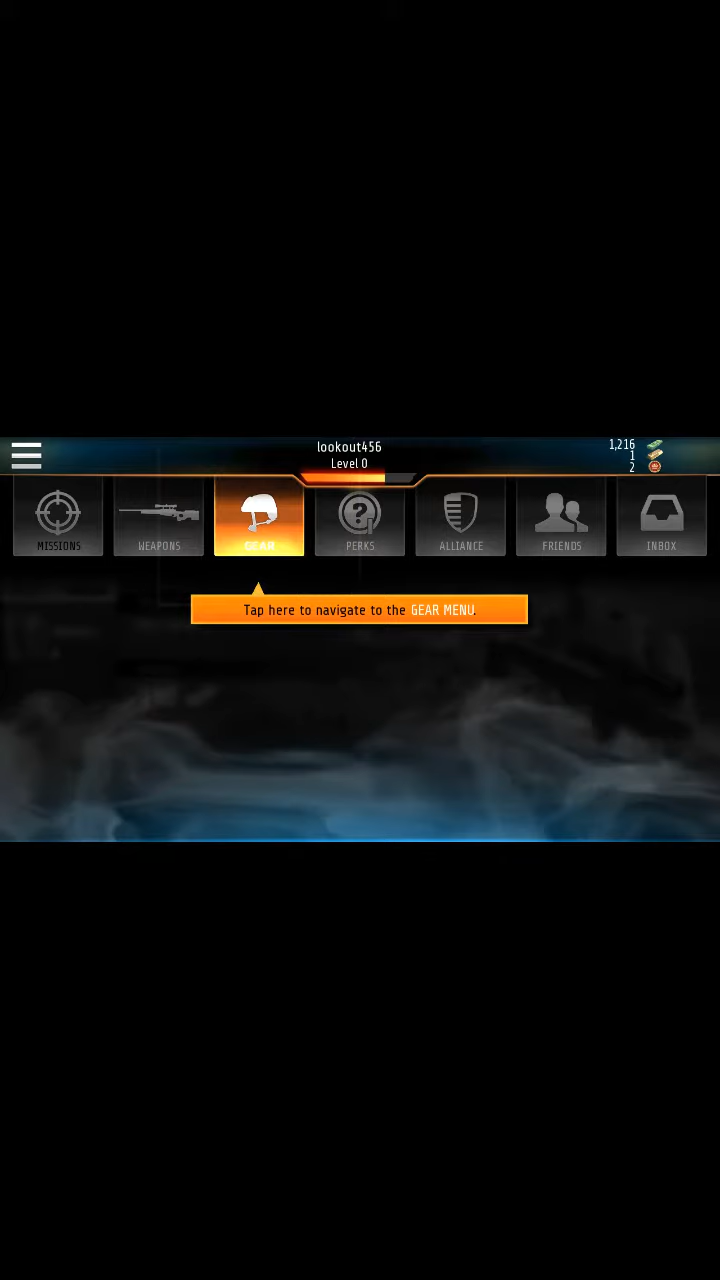 lookout456
Level 0
1,216
1
2
MISSIONS
WEAPONS
GEAR
PERKS
ALLIANCE
FRIENDS
INBOX
Tap here to navigate to the GEAR MENU.